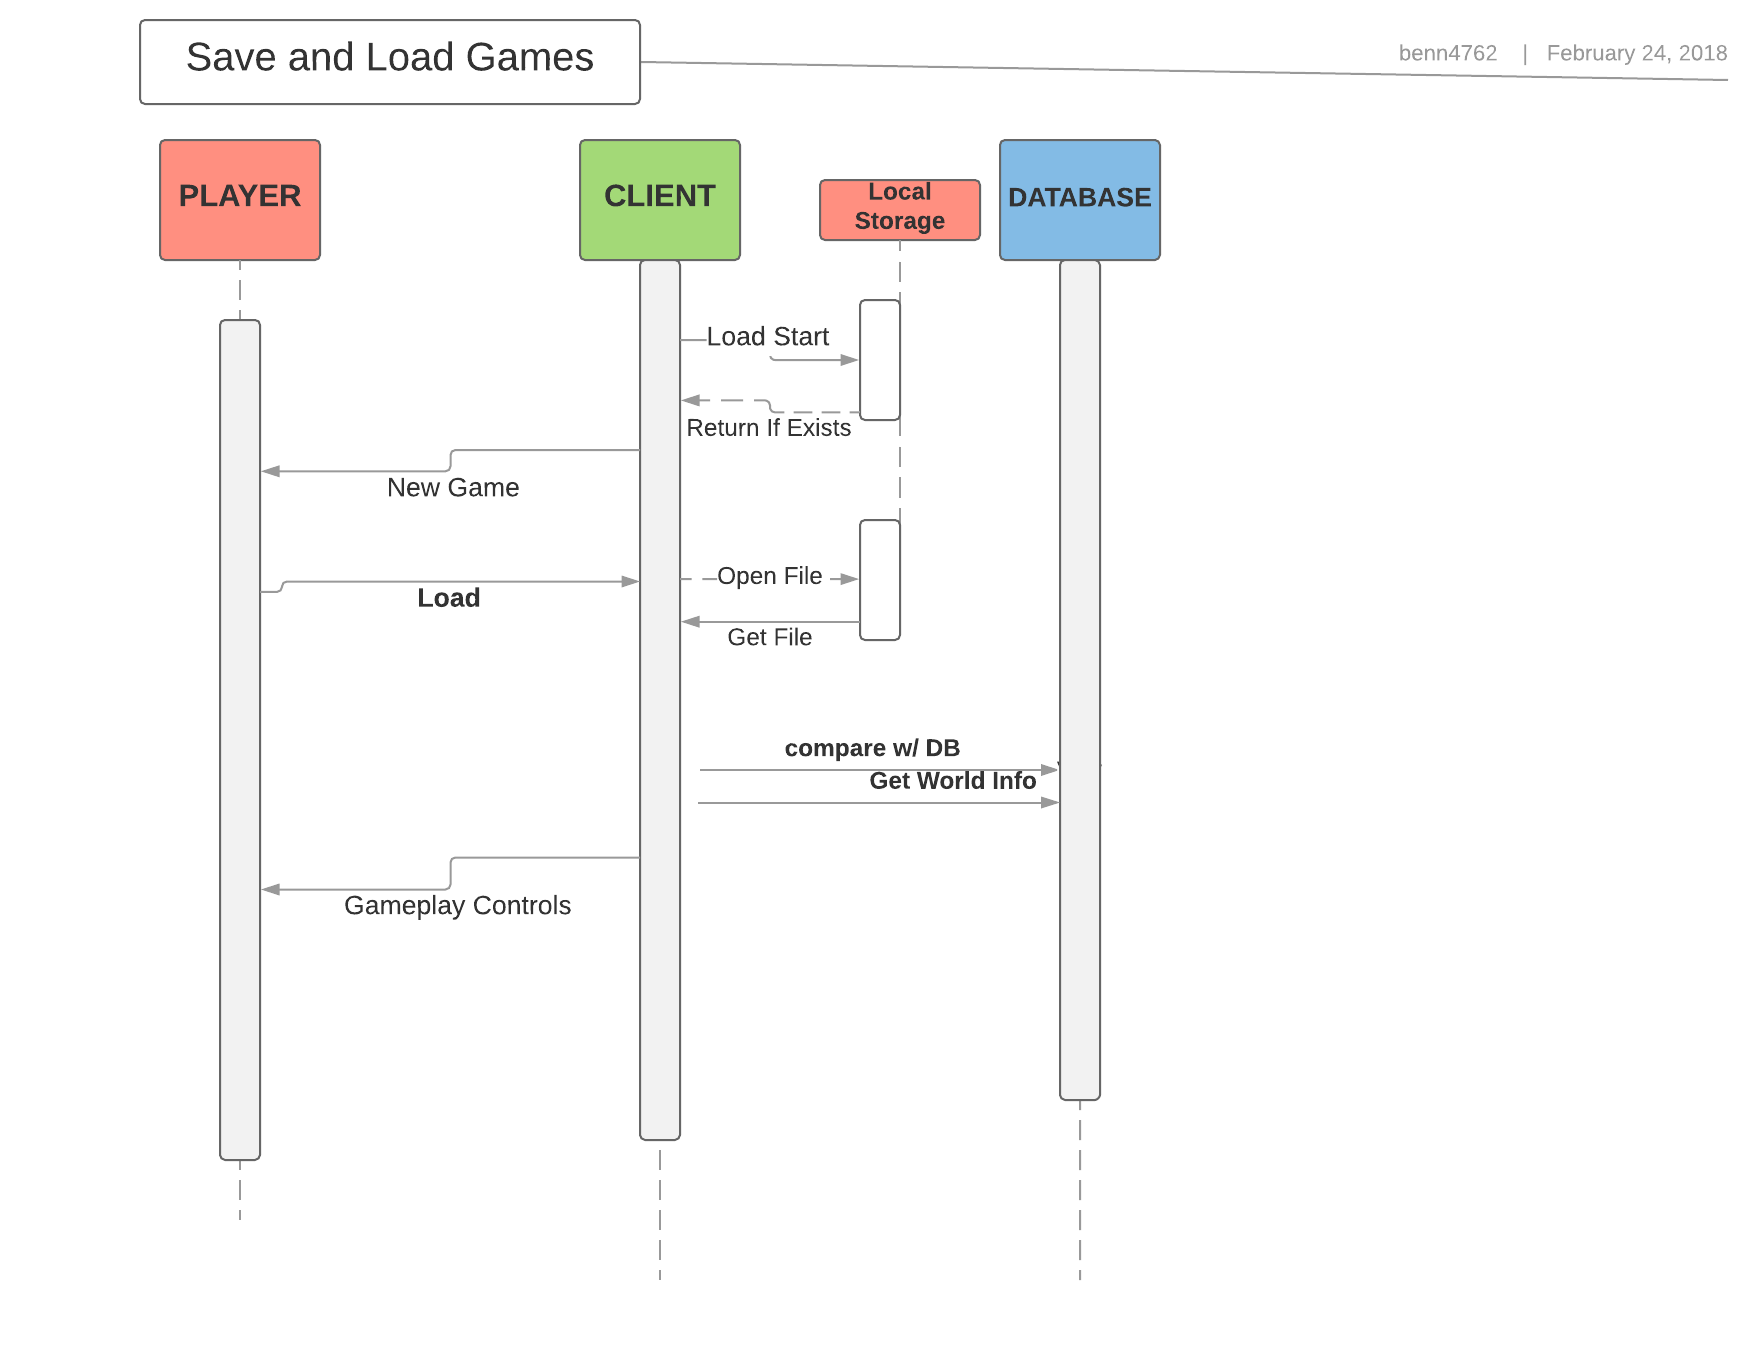 Save and Load Games
benn4762 | February 24, 2018
PLAYER
CLIENT
Local
Storage
DATABASE
Load Start
Return If Exists
New Game
Open File
Load
Get File
compare w/ DB
Get World Info
Gameplay Controls